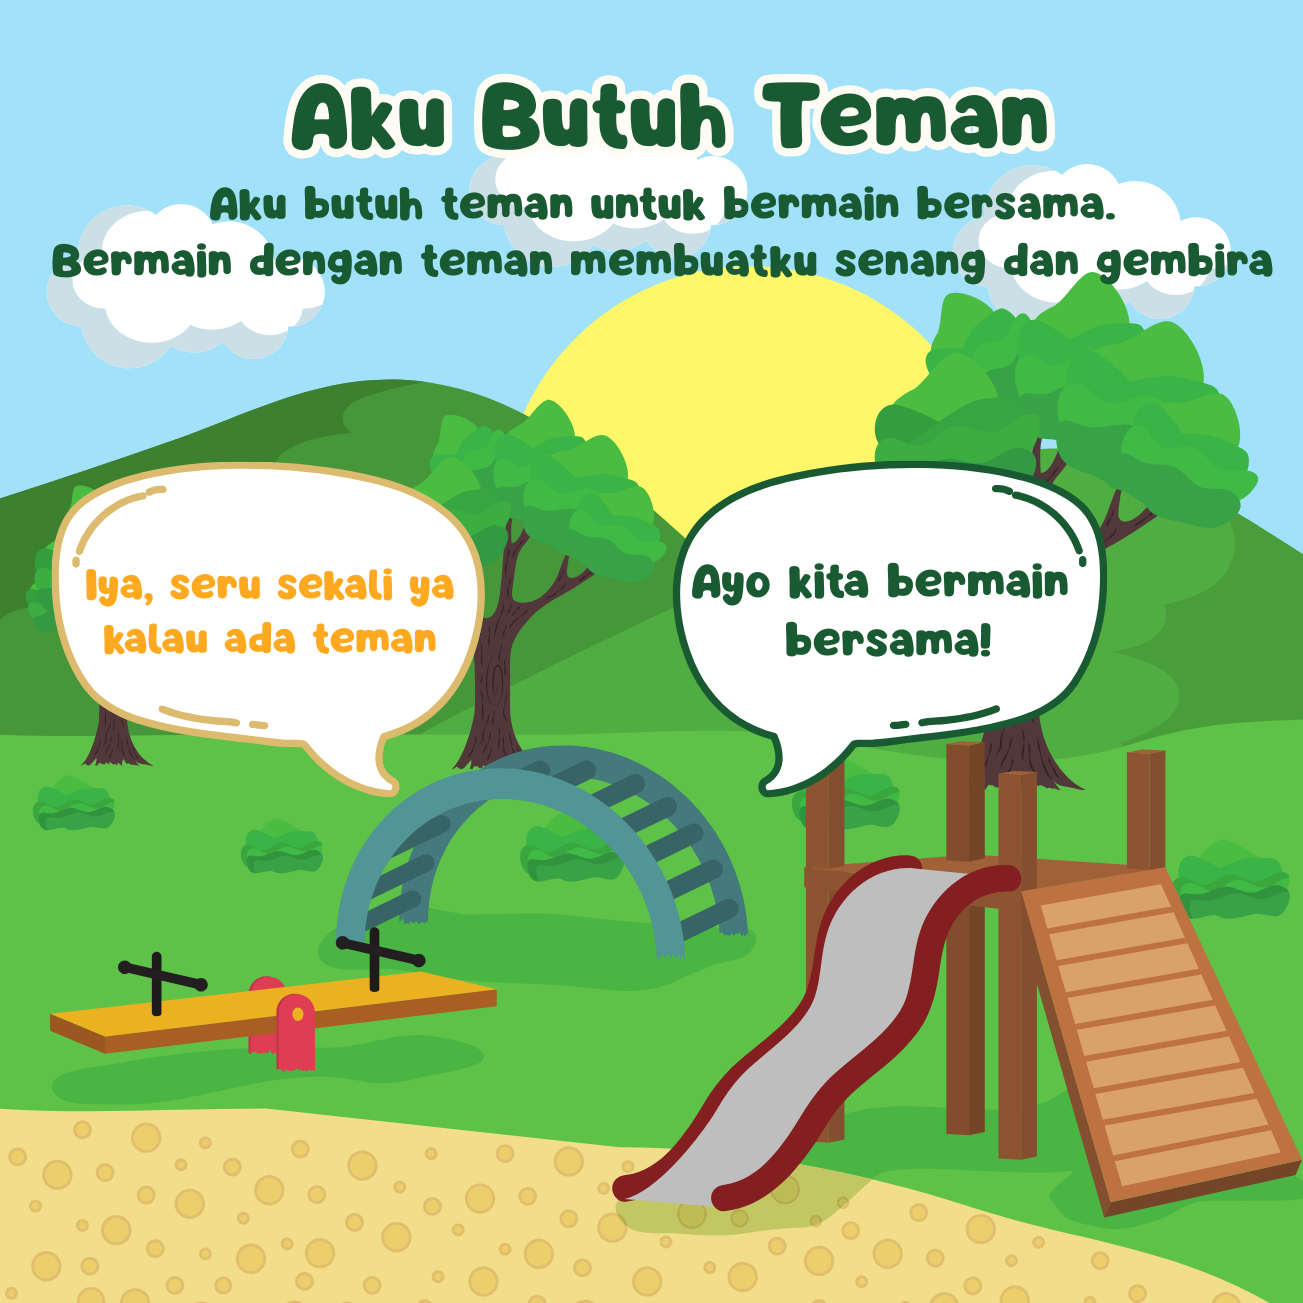 Aku Butuh Teman
Aku butuh teman untuk bermain bersama.
Bermain dengan teman membuatku senang dan gembira
Iya, seru sekali ya
kalau ada teman
Ayo kita bermain
bersama!